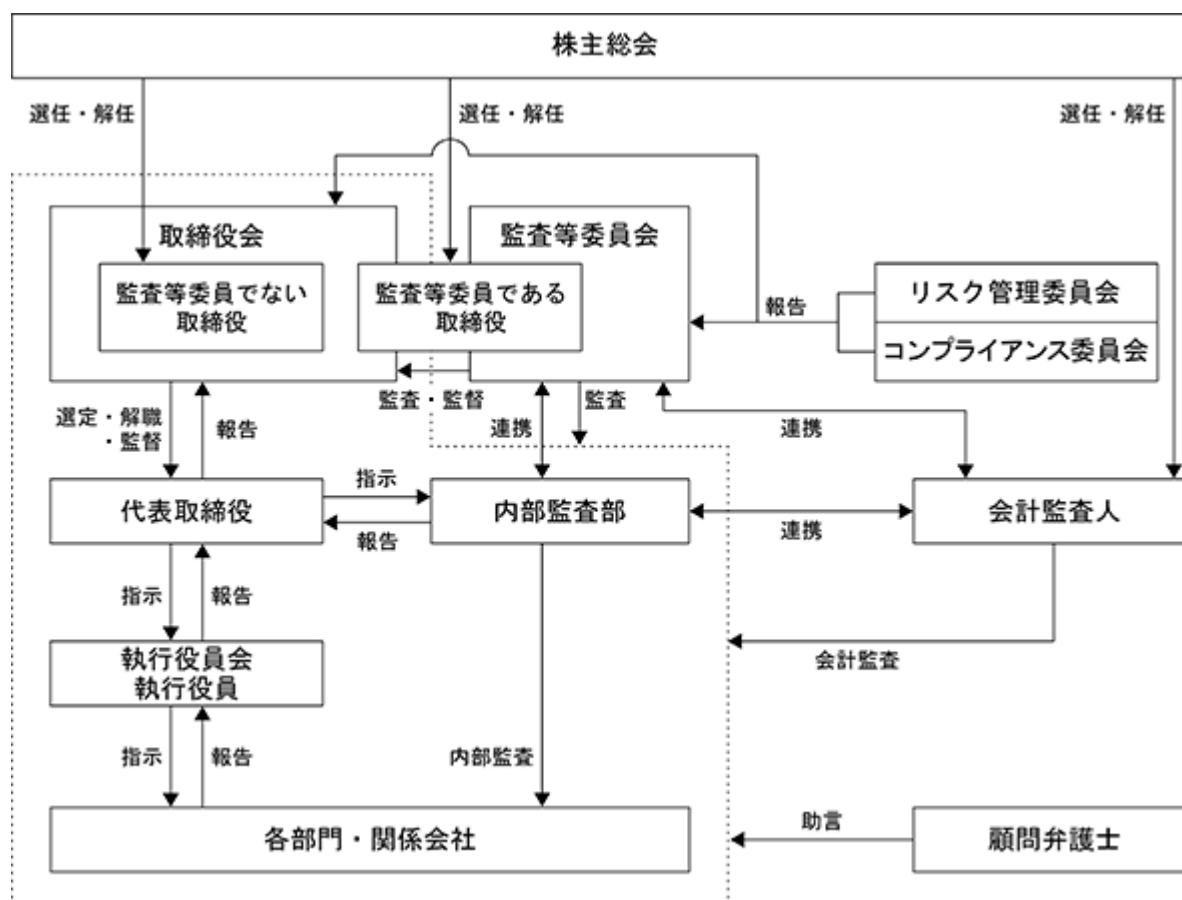 株主総会
選任・解任
選任・解任
選任・解任
取締役会
監査等委員会
監査等委員でない
取締役
監査等委員である
取締役
報告
リスク管理委員会
コンプライアンス委員会
監査・監督
監査
選定・解職
・監督
報告
連携
連携
代表取締役
指示
報告
内部監査部
連携
会計監査人
指示
報告
執行役員会
執行役員
会計監査
指示
報告
内部監査
各部門・関係会社
助言
顧問弁護士